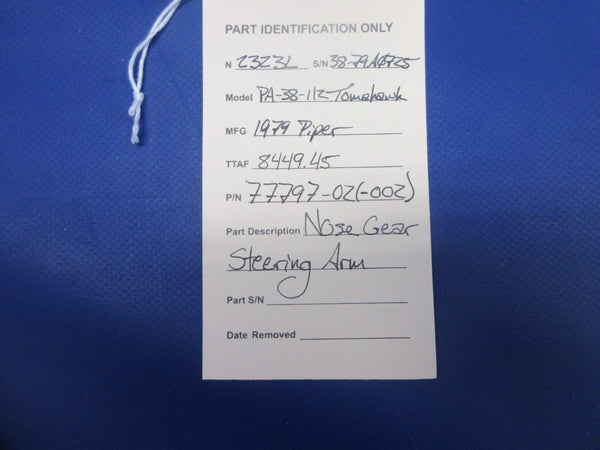 PART IDENTIFICATION ONLY
N 2323L S/N 38-79A0725
Model PA-38-112 Tomahawk
MFG 1979 Piper
TTAF 8449.45
P/N 77797-02(-002)
Part Description Nose Gear
Steering Arm
Part S/N
Date Removed